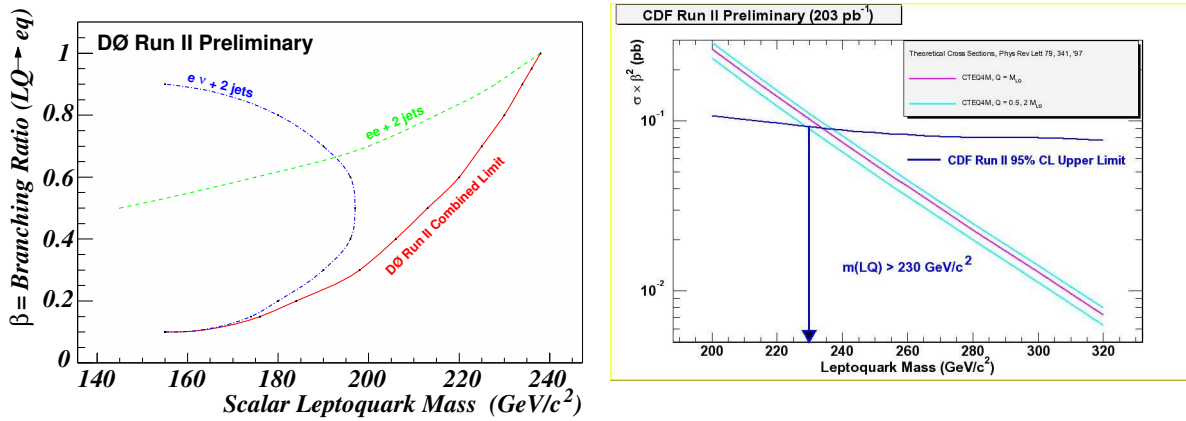 DØ Run II Preliminary
e ν + 2 jets
ee + 2 jets
DØ Run II Combined Limit
β = Branching Ratio (LQ → eq)
1
0.8
0.6
0.4
0.2
0
140 160 180 200 220 240
Scalar Leptoquark Mass (GeV/c²)
CDF Run II Preliminary (203 pb⁻¹)
σ × β² (pb)
Theoretical Cross Sections, Phys Rev Lett 79, 341, '97
CTEQ4M, Q = M_LQ
CTEQ4M, Q = 0.5, 2 M_LQ
CDF Run II 95% CL Upper Limit
m(LQ) > 230 GeV/c²
10⁻¹
10⁻²
200 220 240 260 280 300 320
Leptoquark Mass (GeV/c²)